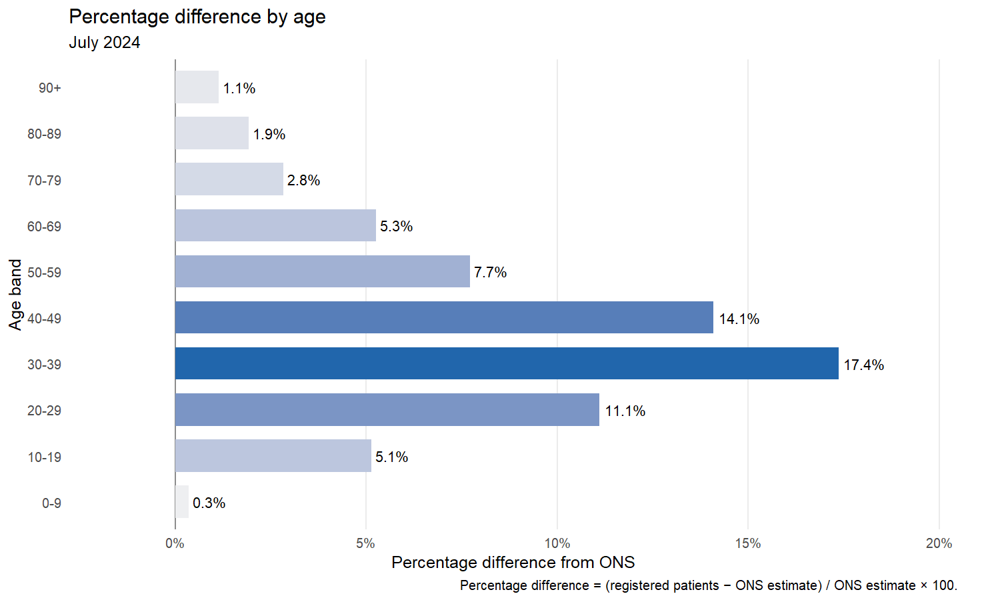 Percentage difference by age
July 2024
Age band
90+ 1.1%
80-89 1.9%
70-79 2.8%
60-69 5.3%
50-59 7.7%
40-49 14.1%
30-39 17.4%
20-29 11.1%
10-19 5.1%
0-9 0.3%
0% 5% 10% 15% 20%
Percentage difference from ONS
Percentage difference = (registered patients − ONS estimate) / ONS estimate × 100.